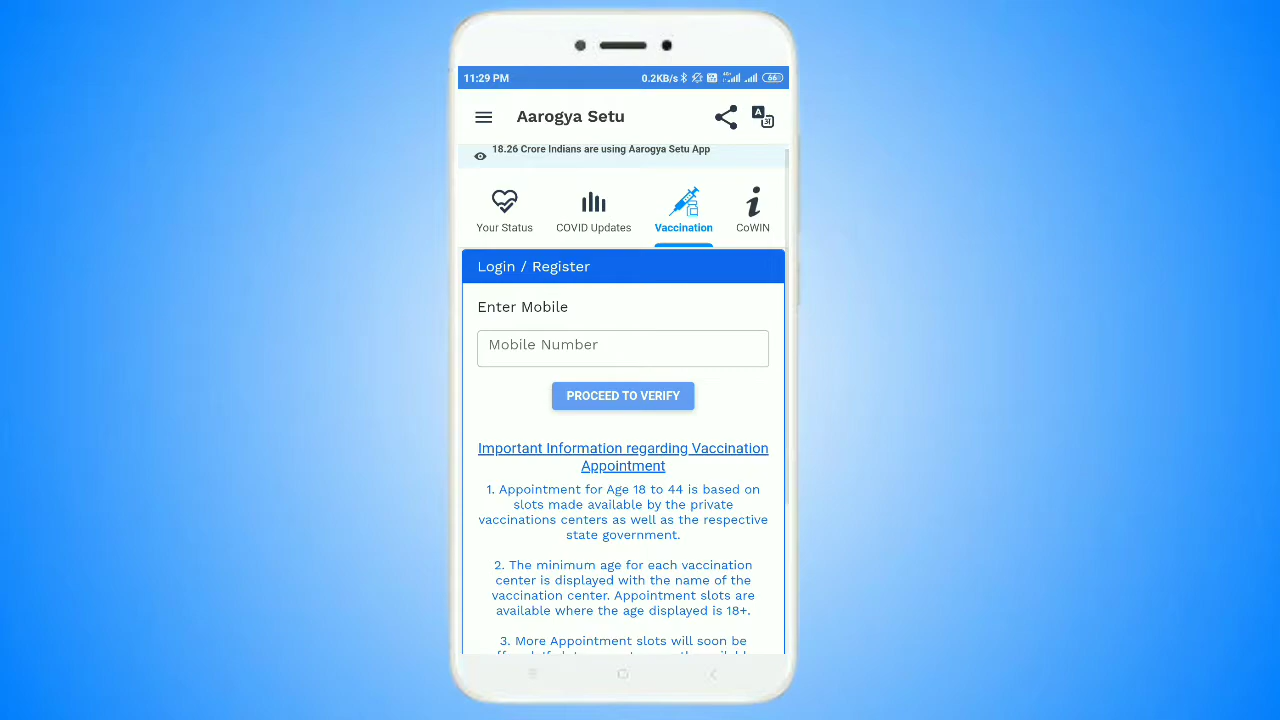 11:29 PM 0.2KB/s 4G 66
Aarogya Setu
18.26 Crore Indians are using Aarogya Setu App
Your Status COVID Updates Vaccination CoWIN
Login / Register
Enter Mobile
Mobile Number
PROCEED TO VERIFY
Important Information regarding Vaccination
Appointment
1. Appointment for Age 18 to 44 is based on
slots made available by the private
vaccinations centers as well as the respective
state government.
2. The minimum age for each vaccination
center is displayed with the name of the
vaccination center. Appointment slots are
available where the age displayed is 18+.
3. More Appointment slots will soon be